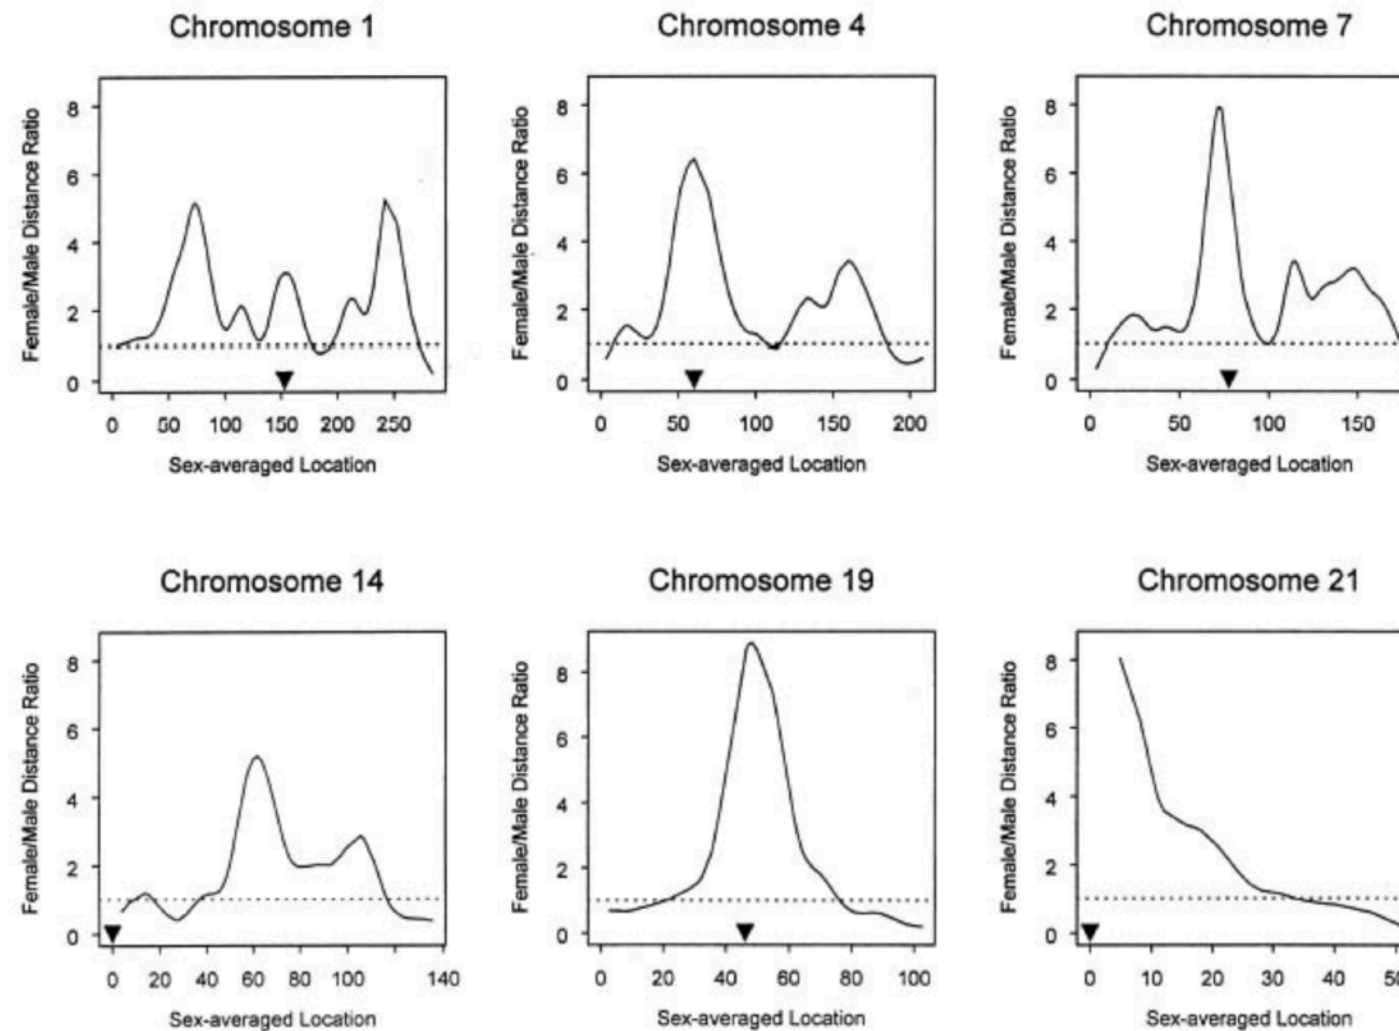 Chromosome 1
Chromosome 4
Chromosome 7
Female/Male Distance Ratio
8
6
4
2
0
0 50 100 150 200 250
Sex-averaged Location
Female/Male Distance Ratio
8
6
4
2
0
0 50 100 150 200
Sex-averaged Location
Female/Male Distance Ratio
8
6
4
2
0
0 50 100 150
Sex-averaged Location
Chromosome 14
Chromosome 19
Chromosome 21
Female/Male Distance Ratio
8
6
4
2
0
0 20 40 60 80 100 140
Sex-averaged Location
Female/Male Distance Ratio
8
6
4
2
0
0 20 40 60 80 100
Sex-averaged Location
Female/Male Distance Ratio
8
6
4
2
0
0 10 20 30 40
Sex-averaged Location